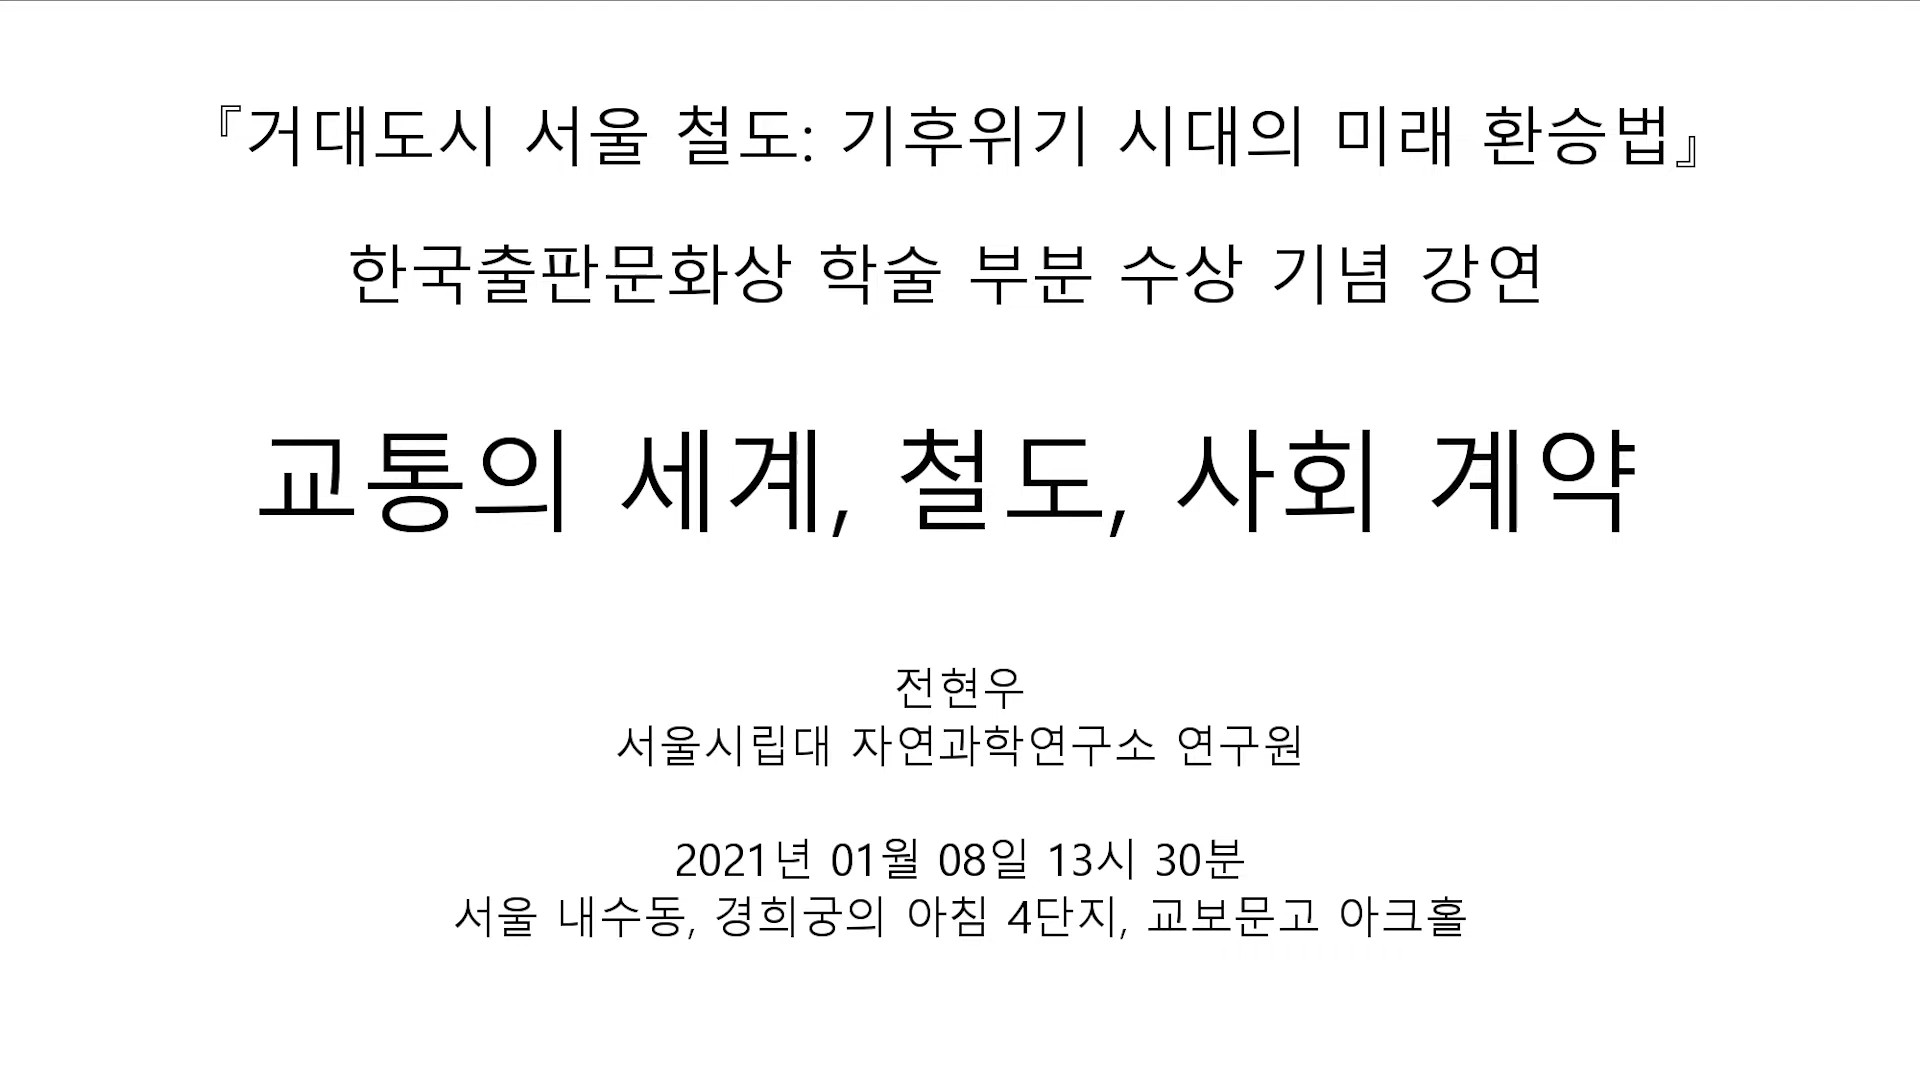 『거대도시 서울 철도: 기후위기 시대의 미래 환승법』
한국출판문화상 학술 부분 수상 기념 강연
교통의 세계, 철도, 사회 계약
전현우
서울시립대 자연과학연구소 연구원
2021년 01월 08일 13시 30분
서울 내수동, 경희궁의 아침 4단지, 교보문고 아크홀